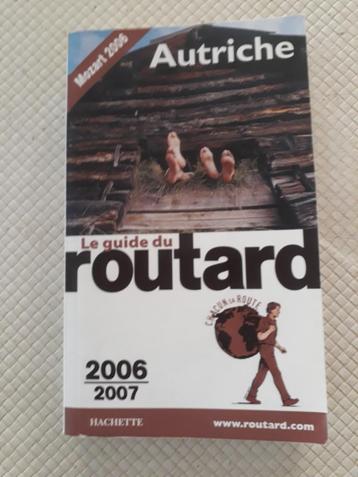 Mozart 2006
Autriche
Le guide du
routard
CHACUN SA ROUTE
2006
2007
HACHETTE
www.routard.com